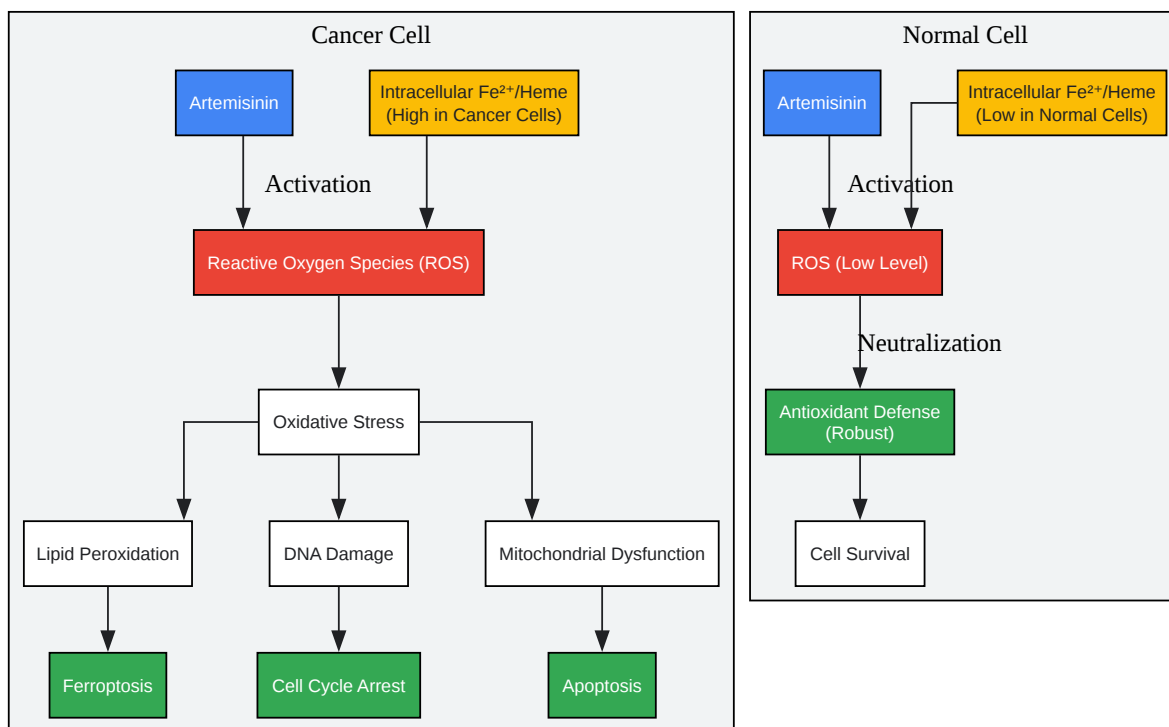 Cancer Cell
Artemisinin
Intracellular Fe²⁺/Heme
(High in Cancer Cells)
Activation
Reactive Oxygen Species (ROS)
Oxidative Stress
Lipid Peroxidation
DNA Damage
Mitochondrial Dysfunction
Ferroptosis
Cell Cycle Arrest
Apoptosis
Normal Cell
Artemisinin
Intracellular Fe²⁺/Heme
(Low in Normal Cells)
Activation
ROS (Low Level)
Neutralization
Antioxidant Defense
(Robust)
Cell Survival